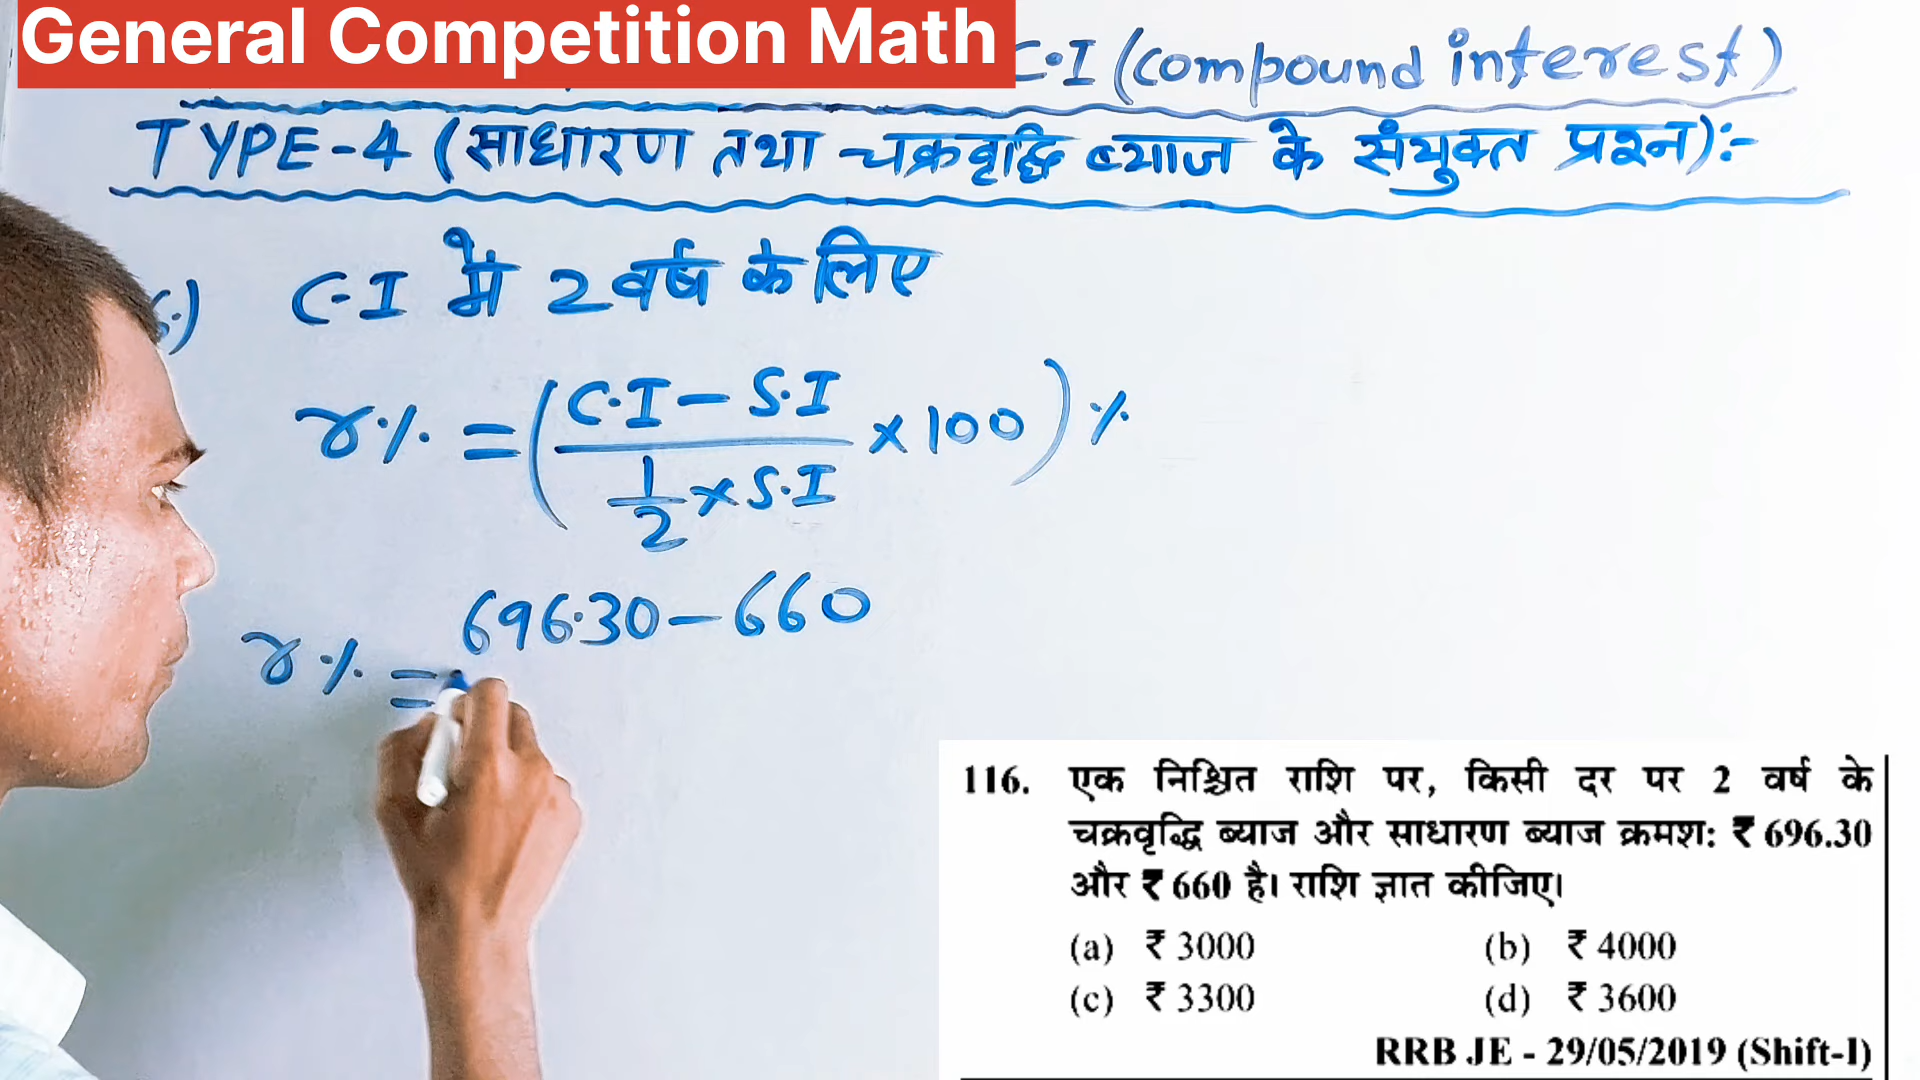 General Competition Math
C.I (compound interest)
TYPE-4 (साधारण तथा चक्रवृद्धि ब्याज के संयुक्त प्रश्न):-
C.I में 2 वर्ष के लिए
r% = (C.I - S.I / 1/2 × S.I × 100) %
r% = 696.30 - 660
116. एक निश्चित राशि पर, किसी दर पर 2 वर्ष के
चक्रवृद्धि ब्याज और साधारण ब्याज क्रमश: ₹ 696.30
और ₹ 660 है। राशि ज्ञात कीजिए।
(a) ₹ 3000 (b) ₹ 4000
(c) ₹ 3300 (d) ₹ 3600
RRB JE - 29/05/2019 (Shift-I)